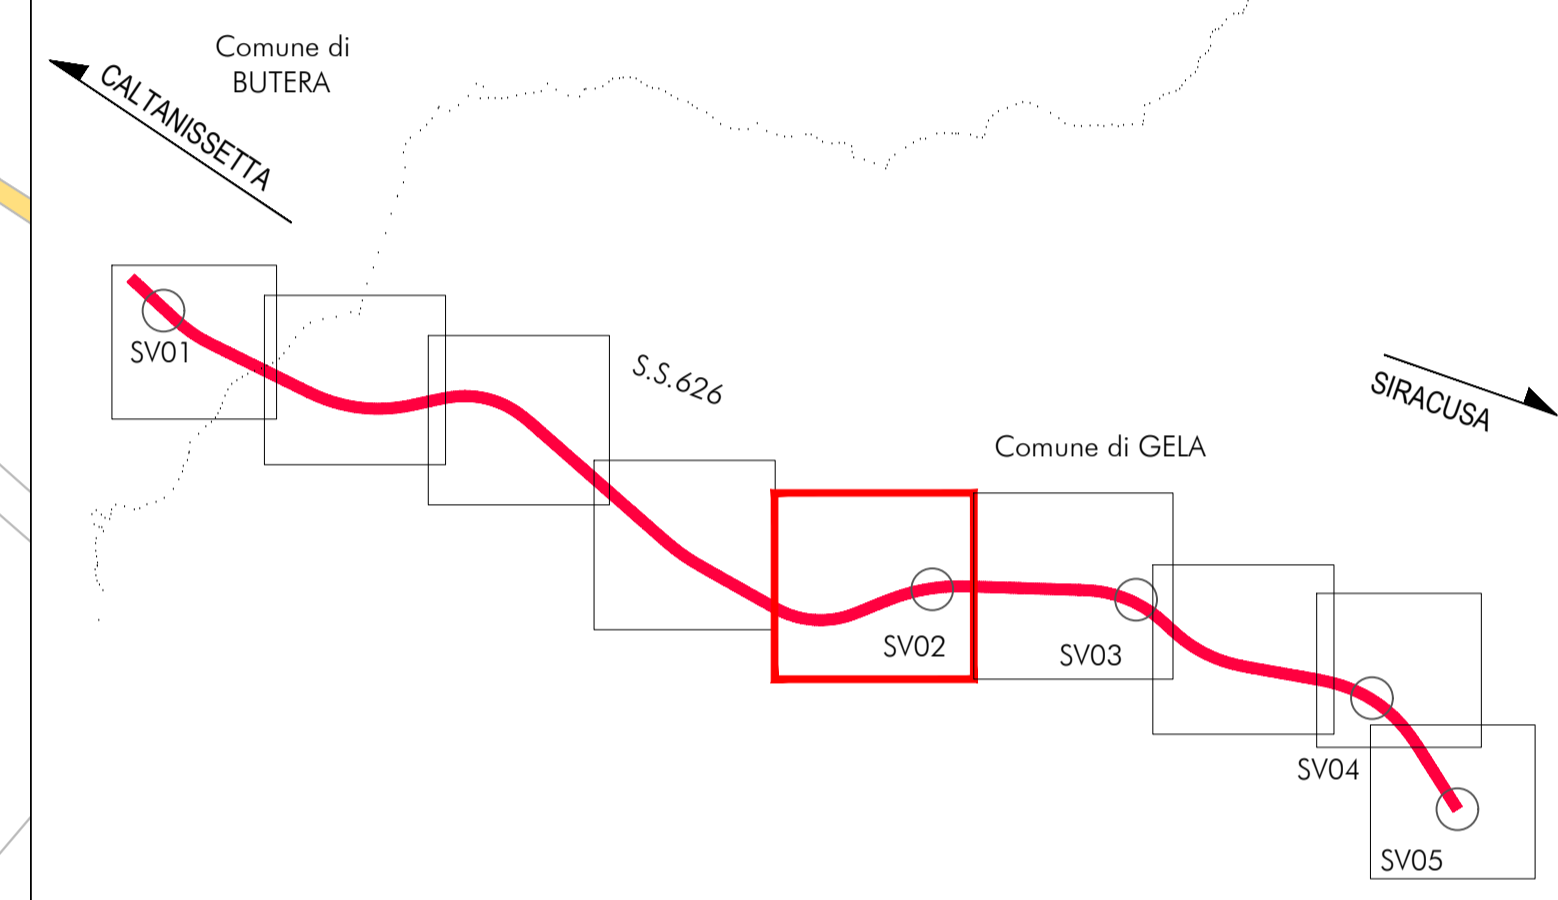 Comune di
BUTERA
CALTANISSETTA
SV01
S.S.626
SIRACUSA
Comune di GELA
SV02
SV03
SV04
SV05